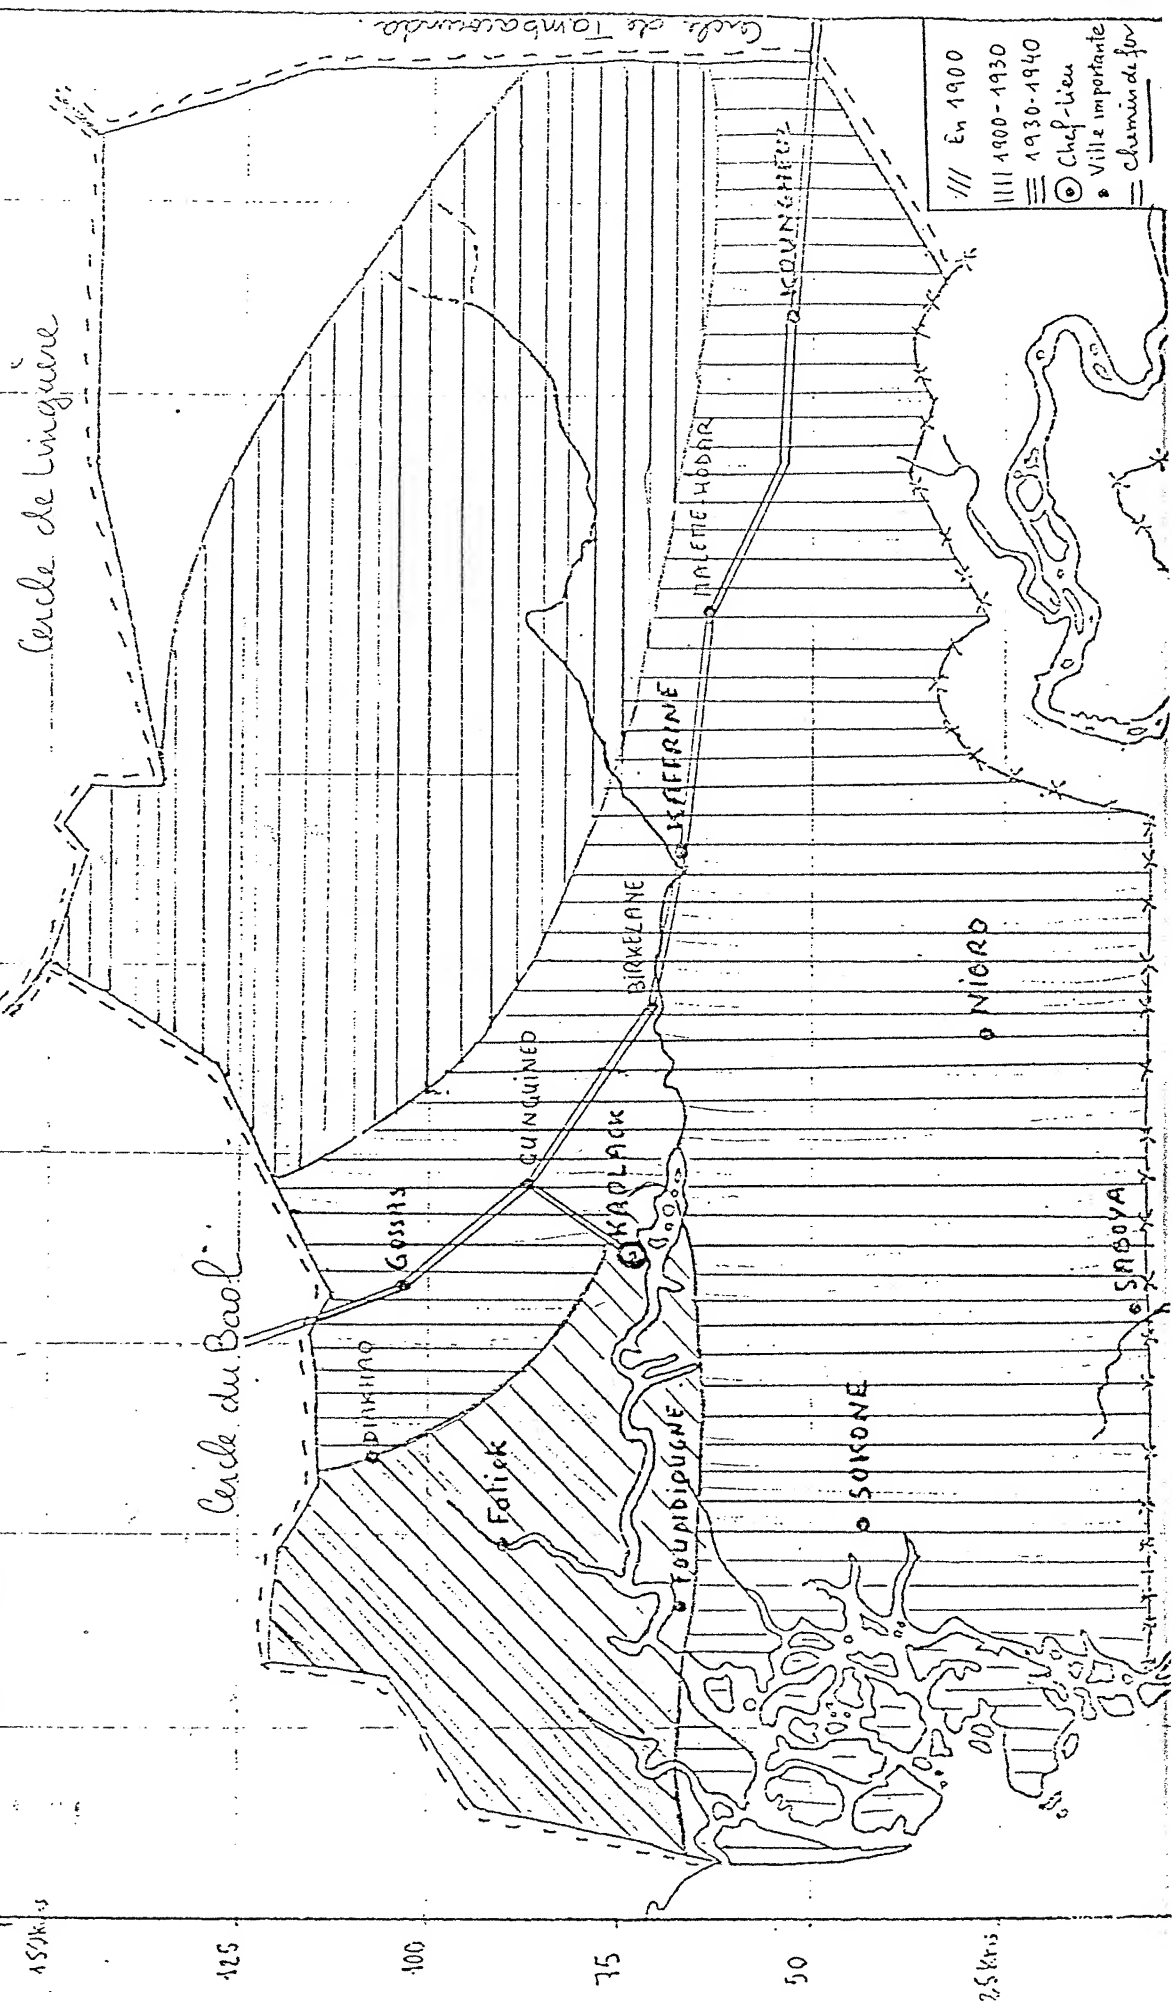 Cercle de Linguère
Cercle de Tambacounda.
Cercle du Baol.
DIAKHAO
GOSSAS
GUINGUINEO
Fatick
KAOLACK
BIRKELANE
KAFFRINE
MALEME-HODAR
KOUNGHEUL
FOUNDIOUGNE
SOKONE
NIORO
SABOYA
150Km
125
100
75
50
25Km
/// En 1900
|||| 1900-1930
1930-1940
Chef-lieu
Ville importante
chemin de fer